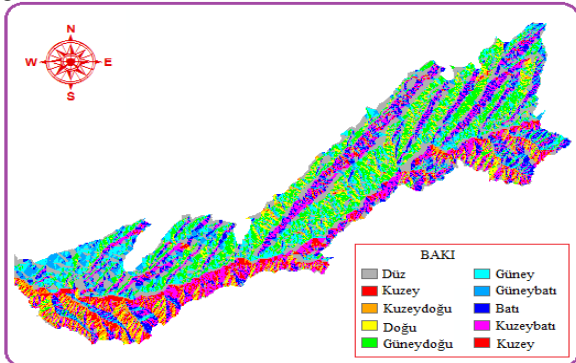 N
W E
S
BAKI
Düz
Kuzey
Kuzeydoğu
Doğu
Güneydoğu
Güney
Güneybatı
Batı
Kuzeybatı
Kuzey